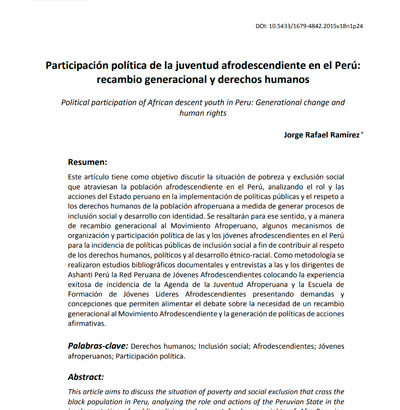 DOI: 10.5433/1679-4842.2015v18n1p24
Participación política de la juventud afrodescendiente en el Perú:
recambio generacional y derechos humanos
Political participation of African descent youth in Peru: Generational change and
human rights
Jorge Rafael Ramírez*
Resumen:
Este artículo tiene como objetivo discutir la situación de pobreza y exclusión social
que atraviesan la población afrodescendiente en el Perú, analizando el rol y las
acciones del Estado peruano en la implementación de políticas públicas y el respeto a
los derechos humanos de la población afroperuana a medida de generar procesos de
inclusión social y desarrollo con identidad. Se resaltarán para ese sentido, y a manera
de recambio generacional al Movimiento Afroperuano, algunos mecanismos de
organización y participación política de las y los jóvenes afrodescendientes en el Perú
para la incidencia de políticas públicas de inclusión social a fin de contribuir al respeto
de los derechos humanos, políticos y al desarrollo étnico-racial. Como metodología se
realizaron estudios bibliográficos documentales y entrevistas a las y los dirigentes de
Ashanti Perú la Red Peruana de Jóvenes Afrodescendientes colocando la experiencia
exitosa de incidencia de la Agenda de la Juventud Afroperuana y la Escuela de
Formación de Jóvenes Lideres Afrodescendientes presentando demandas y
concepciones que permiten alimentar el debate sobre la necesidad de un recambio
generacional al Movimiento Afrodescendiente y la generación de políticas de acciones
afirmativas.
Palabras-clave: Derechos humanos; Inclusión social; Afrodescendientes; Jóvenes
afroperuanos; Participación política.
Abstract:
This article aims to discuss the situation of poverty and social exclusion that cross the
black population in Peru, analyzing the role and actions of the Peruvian State in the